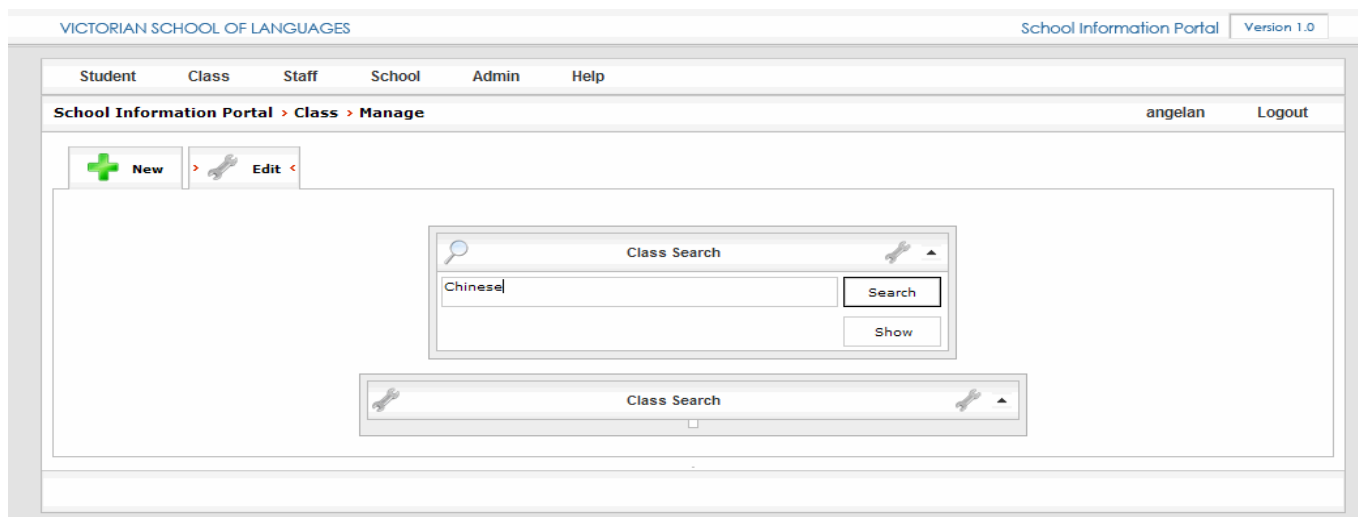 VICTORIAN SCHOOL OF LANGUAGES School Information Portal Version 1.0
Student Class Staff School Admin Help
School Information Portal › Class › Manage angelan Logout
New › Edit ‹
Class Search
Chinese Search
Show
Class Search